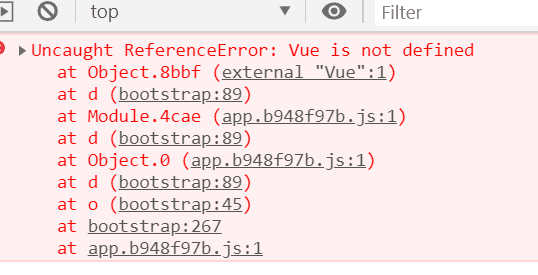 top
Filter
Uncaught ReferenceError: Vue is not defined
at Object.8bbf (external "Vue":1)
at d (bootstrap:89)
at Module.4cae (app.b948f97b.js:1)
at d (bootstrap:89)
at Object.0 (app.b948f97b.js:1)
at d (bootstrap:89)
at o (bootstrap:45)
at bootstrap:267
at app.b948f97b.js:1